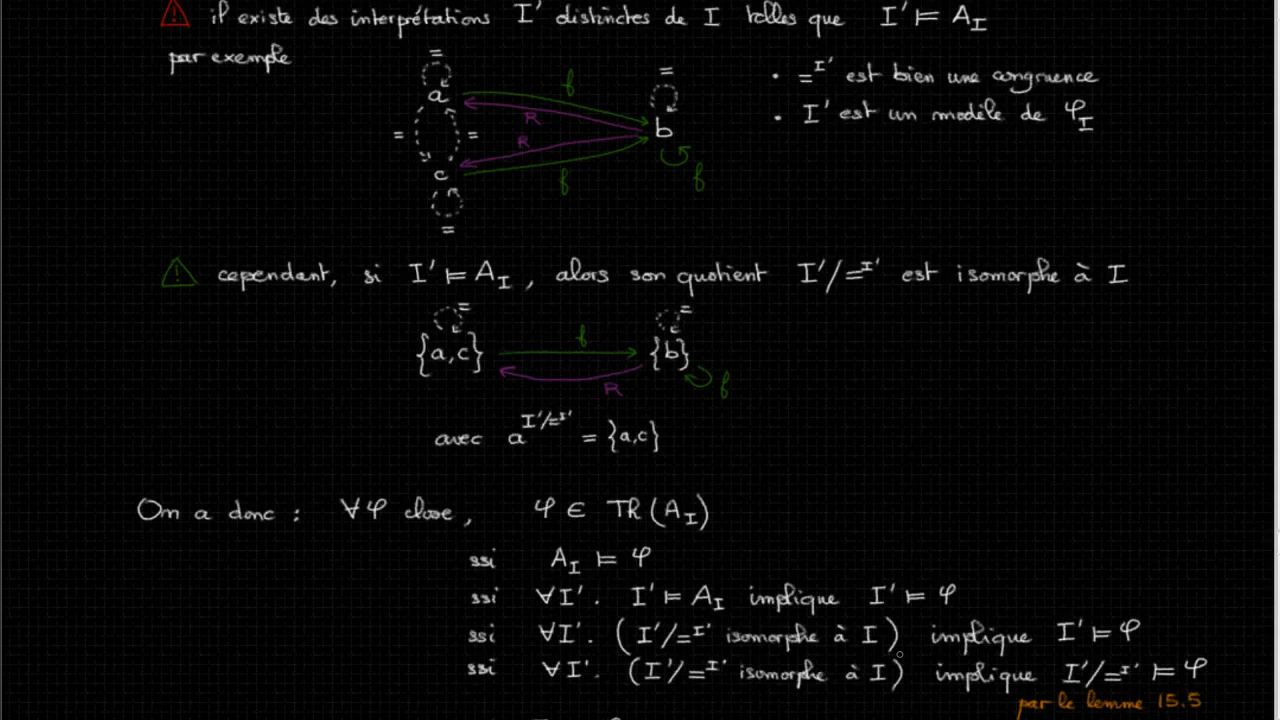 ⚠ il existe des interprétations I' distinctes de I telles que I' ⊨ A_I
par exemple
• =^I' est bien une congruence
• I' est un modèle de φ_I
=
=
a
f
R
b
= =
R
c
f
f
=
⚠ cependant, si I' ⊨ A_I , alors son quotient I'/=^I' est isomorphe à I
= =
{a,c} f {b}
R f
avec a^I'/=^I' = {a,c}
On a donc : ∀φ close, φ ∈ Th(A_I)
ssi A_I ⊨ φ
ssi ∀I'. I' ⊨ A_I implique I' ⊨ φ
ssi ∀I'. (I'/=^I' isomorphe à I) implique I' ⊨ φ
ssi ∀I'. (I'/=^I' isomorphe à I) implique I'/=^I' ⊨ φ
par le lemme 15.5